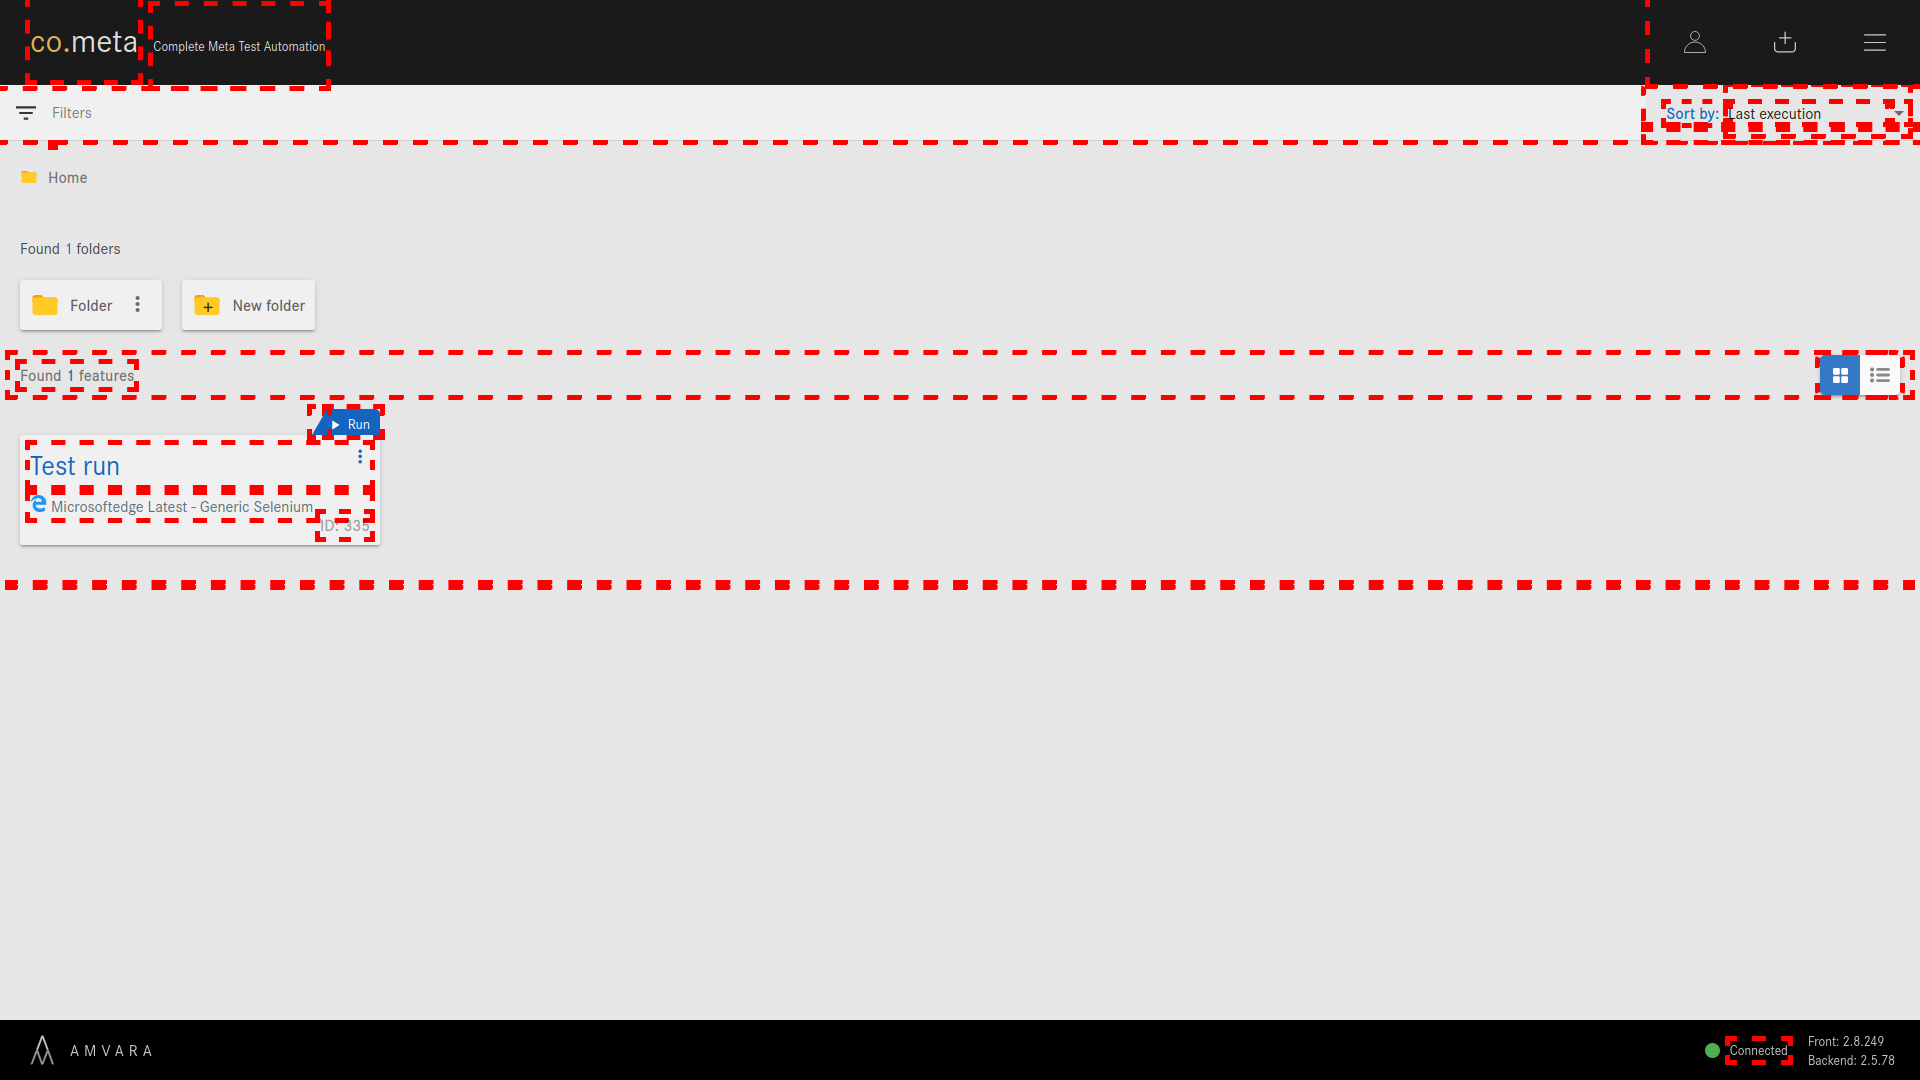 co.meta Complete Meta Test Automation
Filters Sort by: Last execution
Home
Found 1 folders
Folder New folder
Found 1 features
Run
Test run
Microsoftedge Latest - Generic Selenium
ID: 335
AMVARA Connected Front: 2.8.249
Backend: 2.5.78